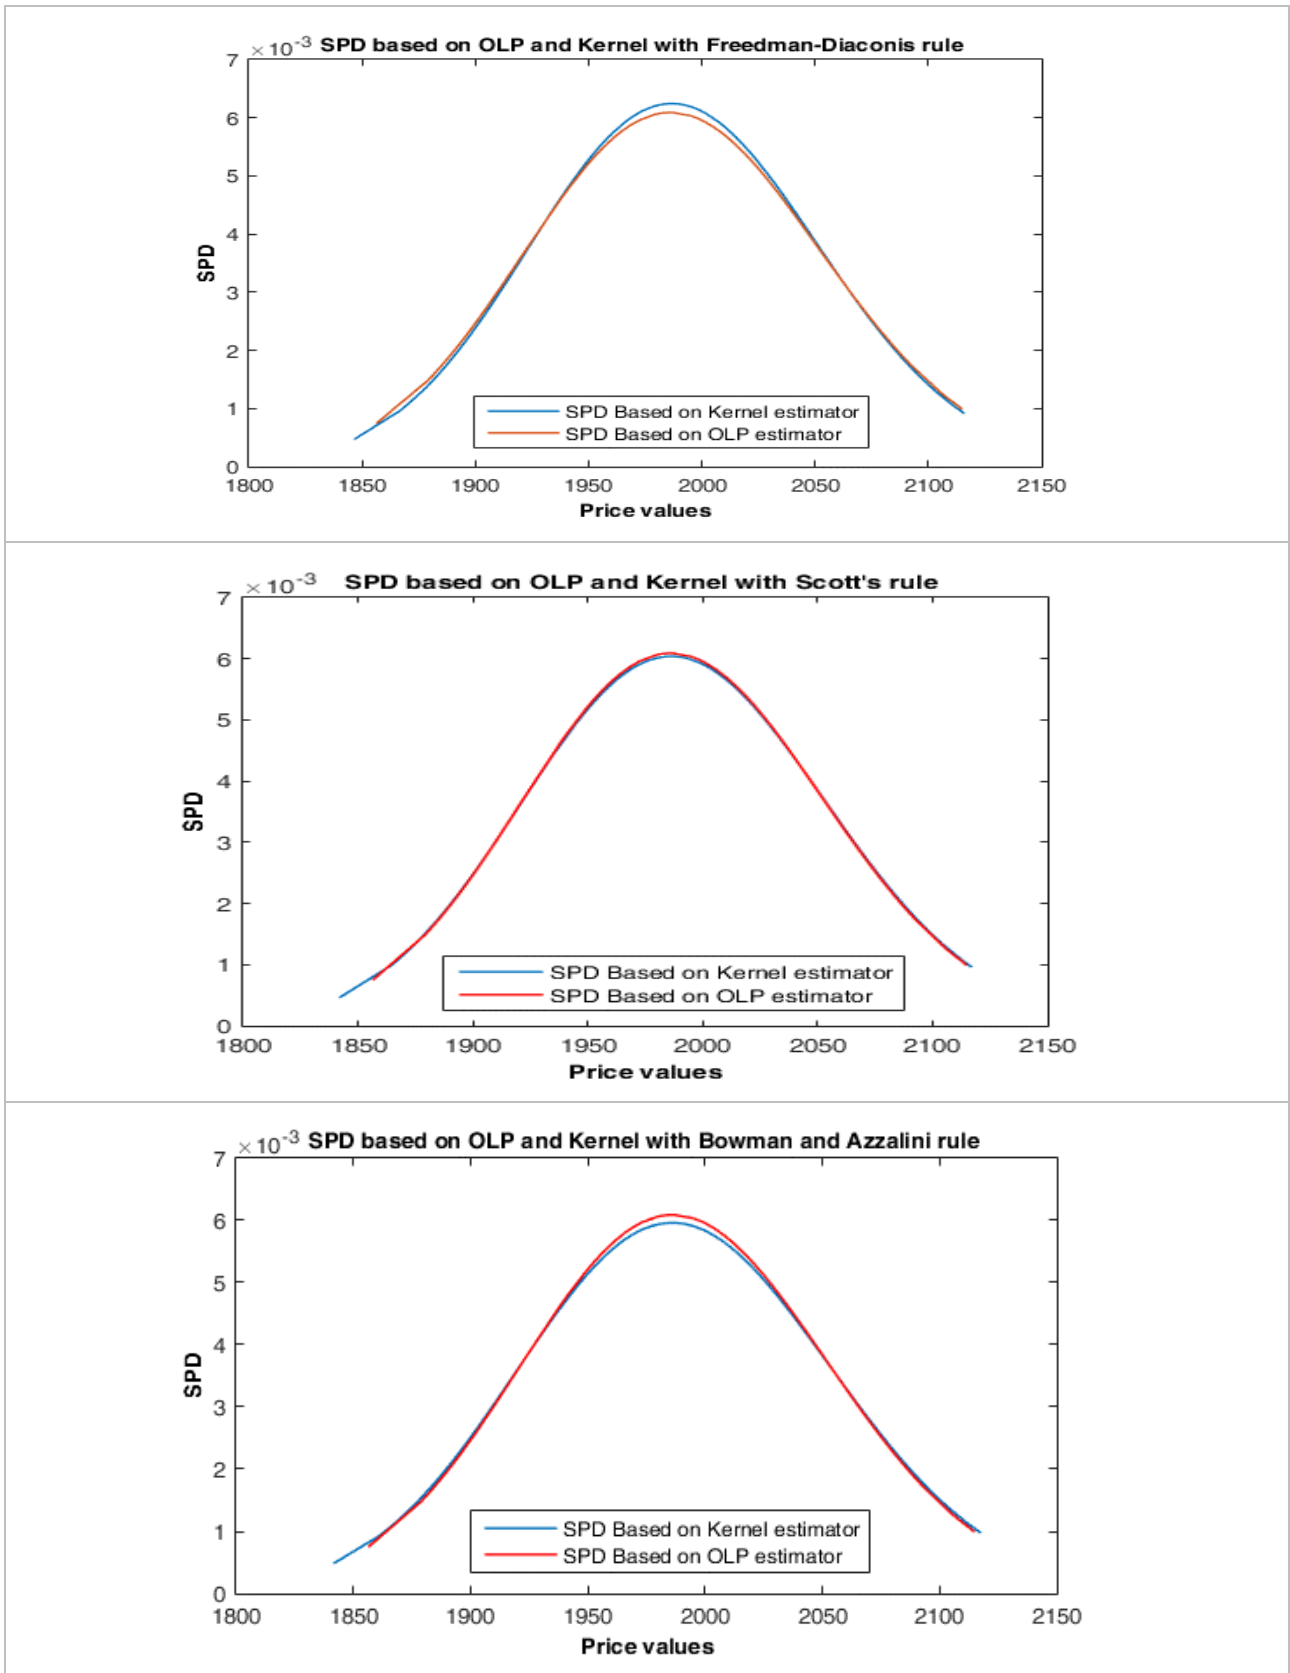 ×10-3 SPD based on OLP and Kernel with Freedman-Diaconis rule
7
6
5
4
3
2
1
0
SPD
SPD Based on Kernel estimator
SPD Based on OLP estimator
1800 1850 1900 1950 2000 2050 2100 2150
Price values
×10-3 SPD based on OLP and Kernel with Scott's rule
7
6
5
4
3
2
1
0
SPD
SPD Based on Kernel estimator
SPD Based on OLP estimator
1800 1850 1900 1950 2000 2050 2100 2150
Price values
×10-3 SPD based on OLP and Kernel with Bowman and Azzalini rule
7
6
5
4
3
2
1
0
SPD
SPD Based on Kernel estimator
SPD Based on OLP estimator
1800 1850 1900 1950 2000 2050 2100 2150
Price values